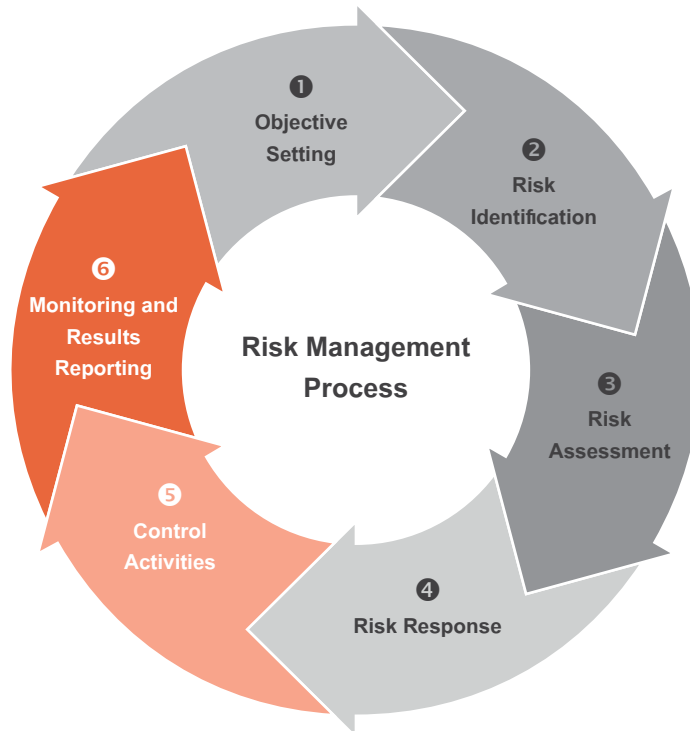 ❶
Objective
Setting
❷
Risk
Identification
❸
Risk
Assessment
❹
Risk Response
❺
Control
Activities
❻
Monitoring and
Results
Reporting
Risk Management
Process